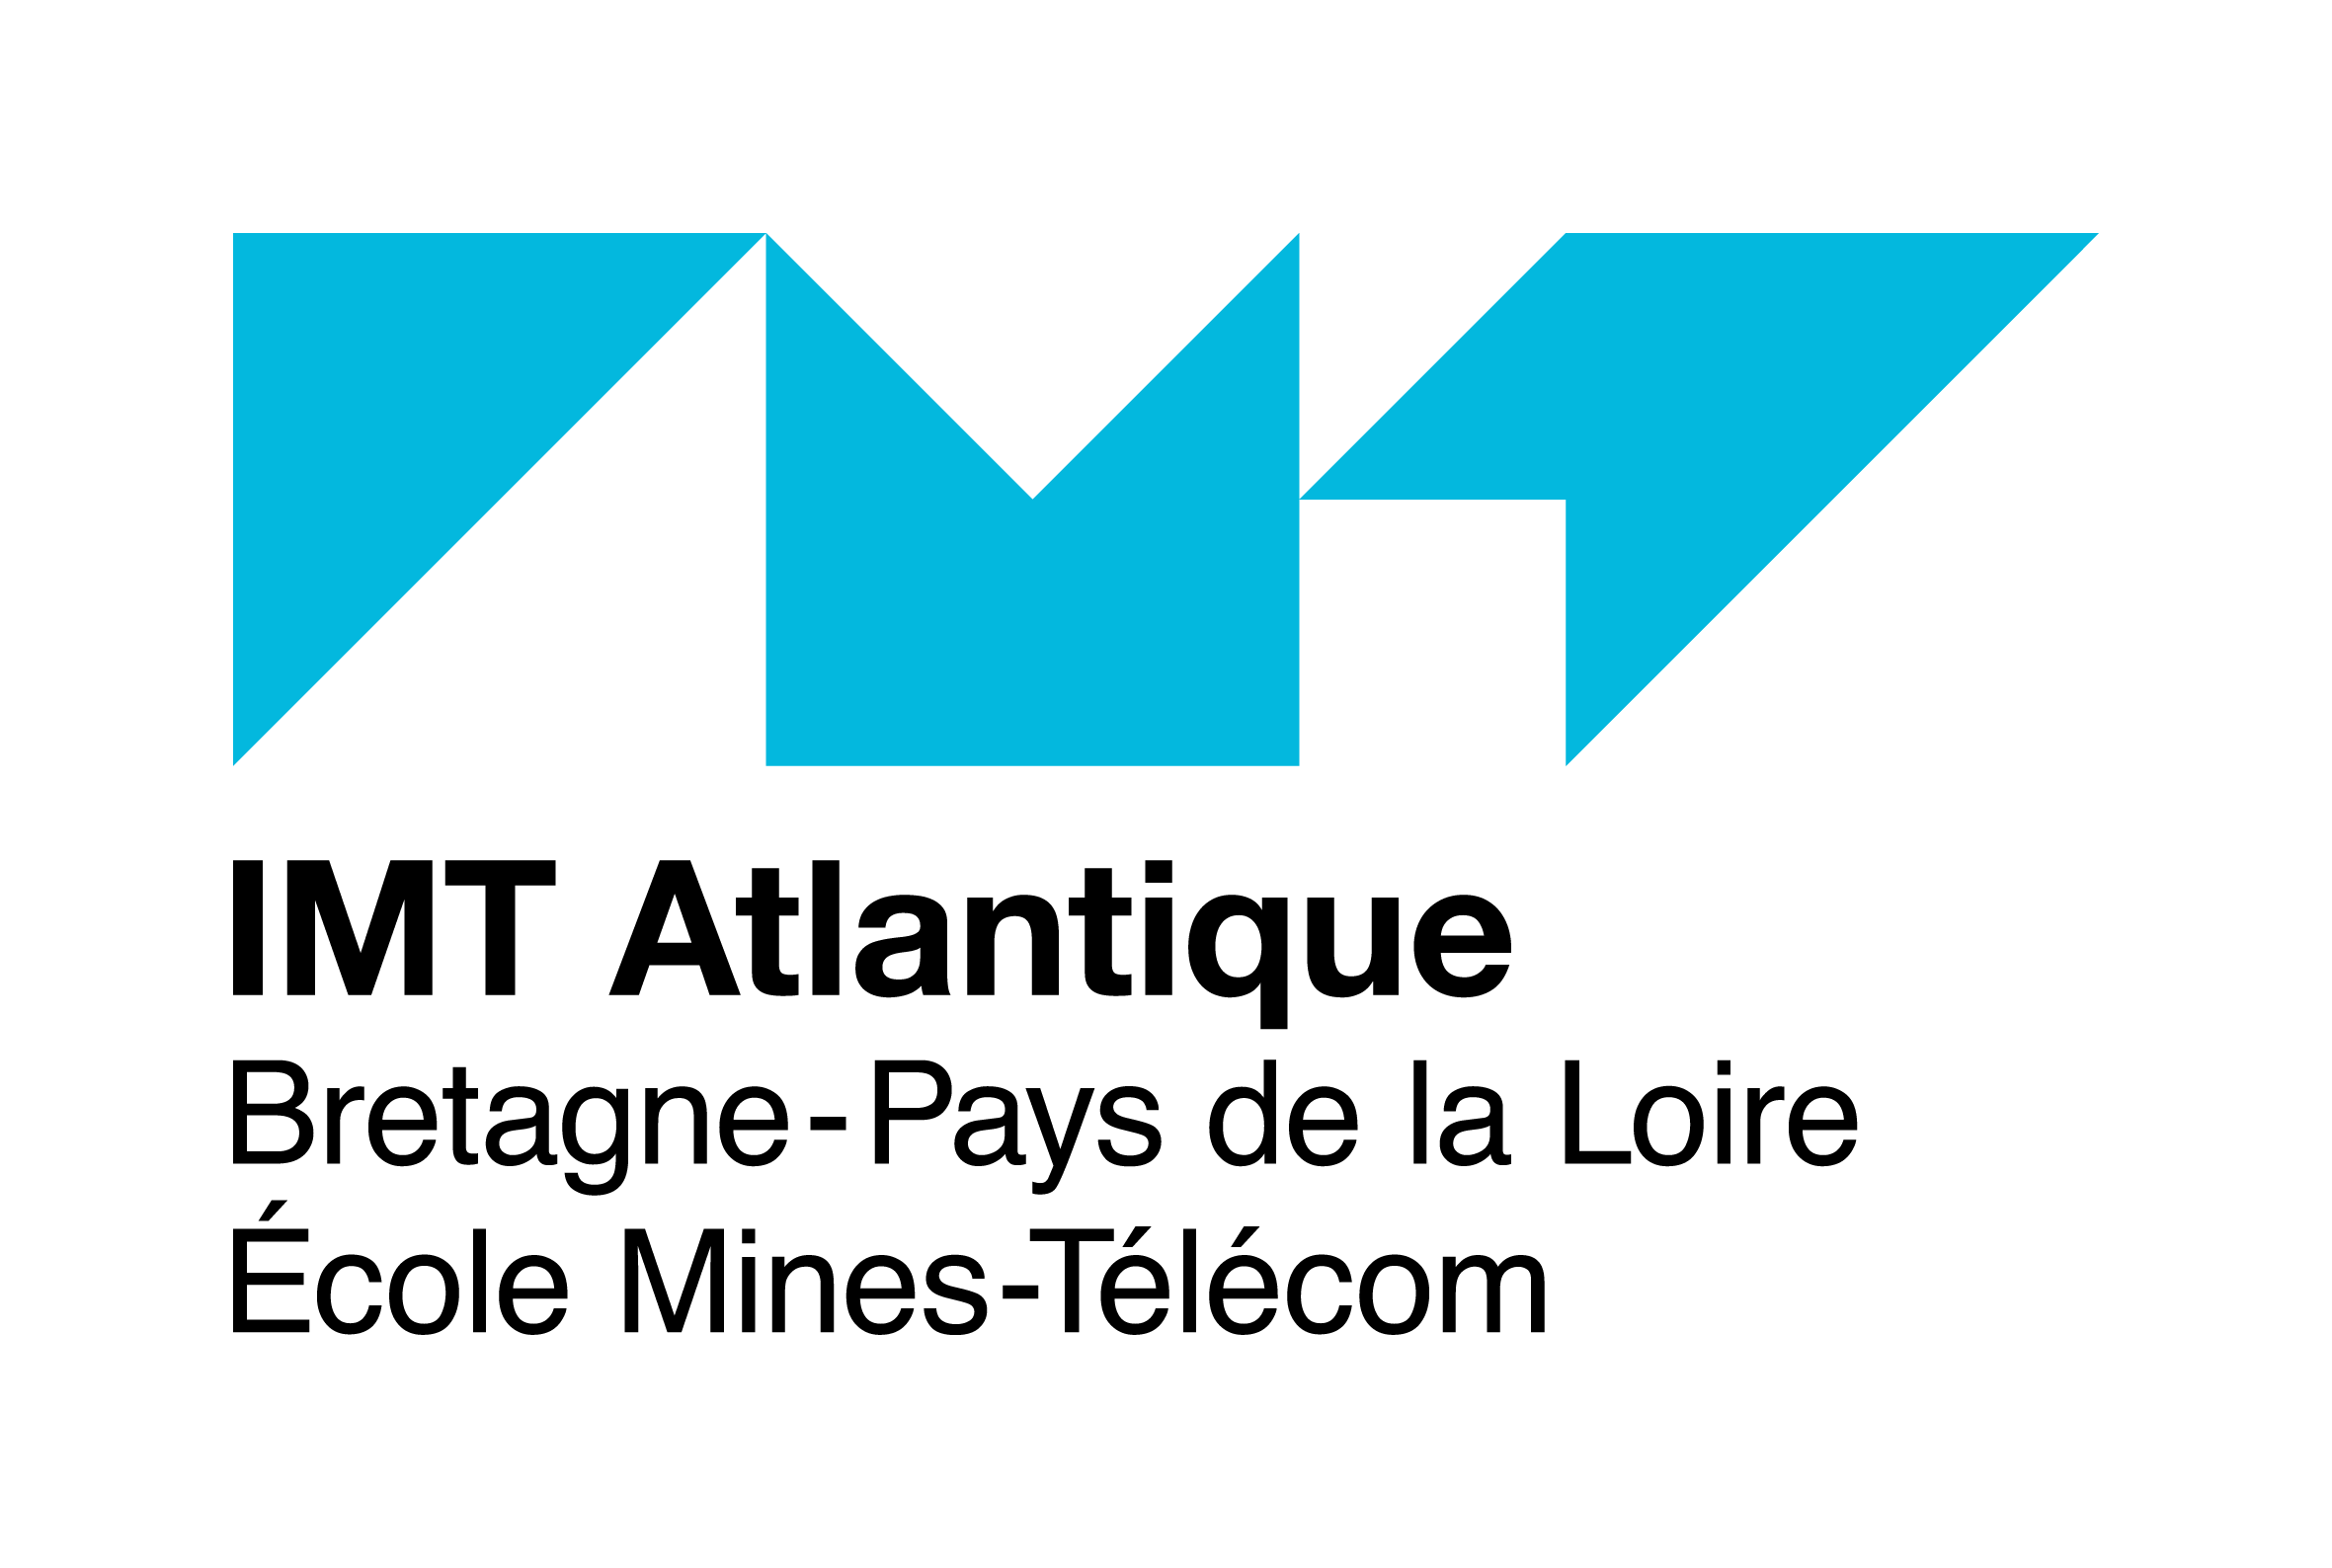 IMT Atlantique
Bretagne-Pays de la Loire
École Mines-Télécom